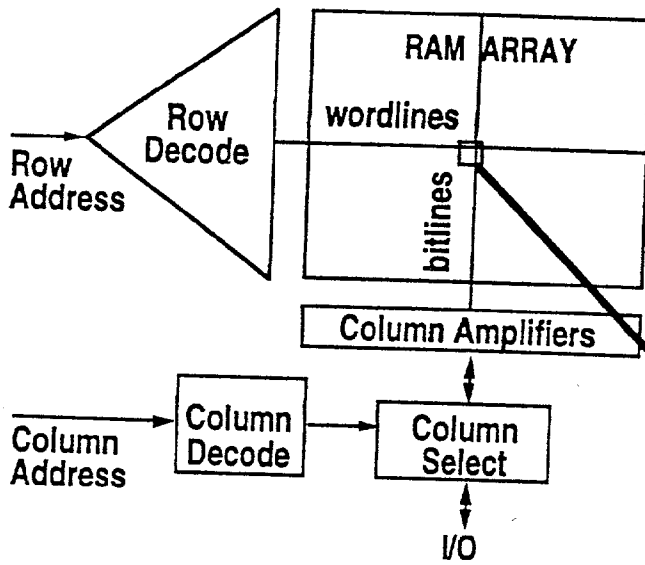 RAM ARRAY
Row
Decode
wordlines
Row
Address
bitlines
Column Amplifiers
Column
Decode
Column
Select
Column
Address
I/O